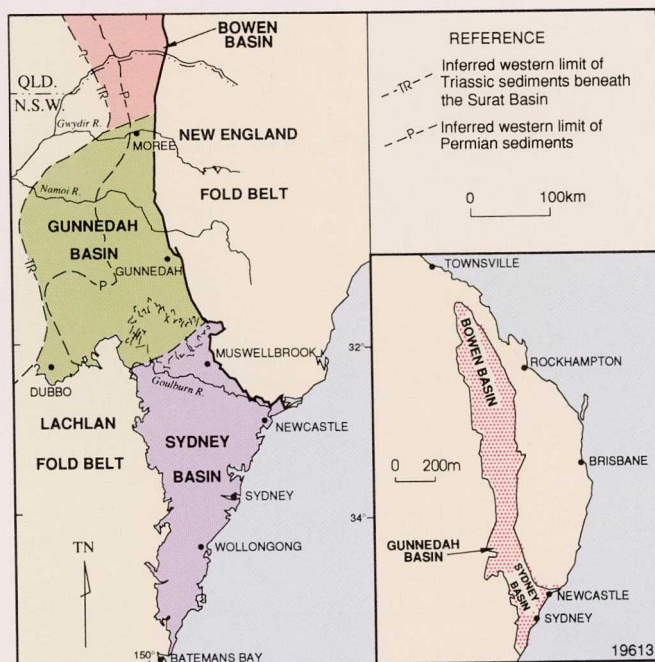 BOWEN
BASIN
QLD.
N.S.W.
TR
P
Gwydir R.
MOREE
NEW ENGLAND
FOLD BELT
Namoi R.
GUNNEDAH
BASIN
GUNNEDAH
TR
P
P
MUSWELLBROOK
32°
DUBBO
Goulburn R.
NEWCASTLE
LACHLAN
FOLD BELT
SYDNEY
BASIN
SYDNEY
34°
TN
WOLLONGONG
150°
BATEMANS BAY
REFERENCE
TR
Inferred western limit of
Triassic sediments beneath
the Surat Basin
P
Inferred western limit of
Permian sediments
0 100km
TOWNSVILLE
BOWEN BASIN
ROCKHAMPTON
0 200m
BRISBANE
GUNNEDAH
BASIN
SYDNEY
BASIN
NEWCASTLE
SYDNEY
19613